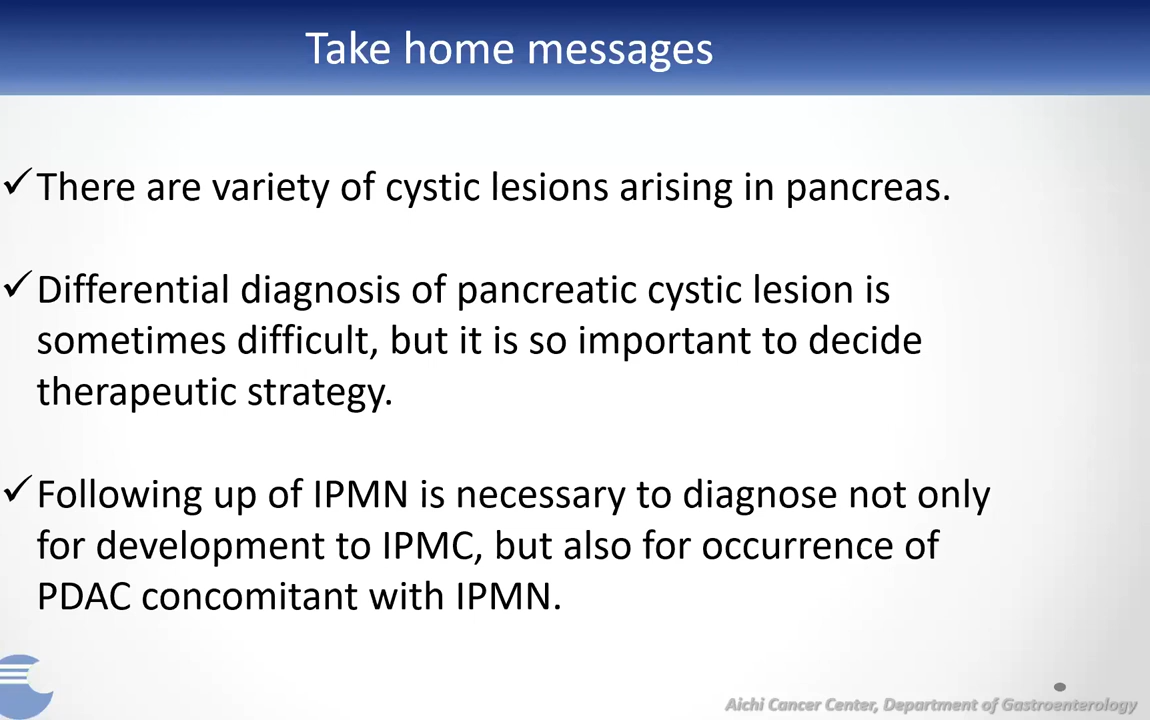 Take home messages
✓There are variety of cystic lesions arising in pancreas.
✓Differential diagnosis of pancreatic cystic lesion is
sometimes difficult, but it is so important to decide
therapeutic strategy.
✓Following up of IPMN is necessary to diagnose not only
for development to IPMC, but also for occurrence of
PDAC concomitant with IPMN.
Aichi Cancer Center, Department of Gastroenterology